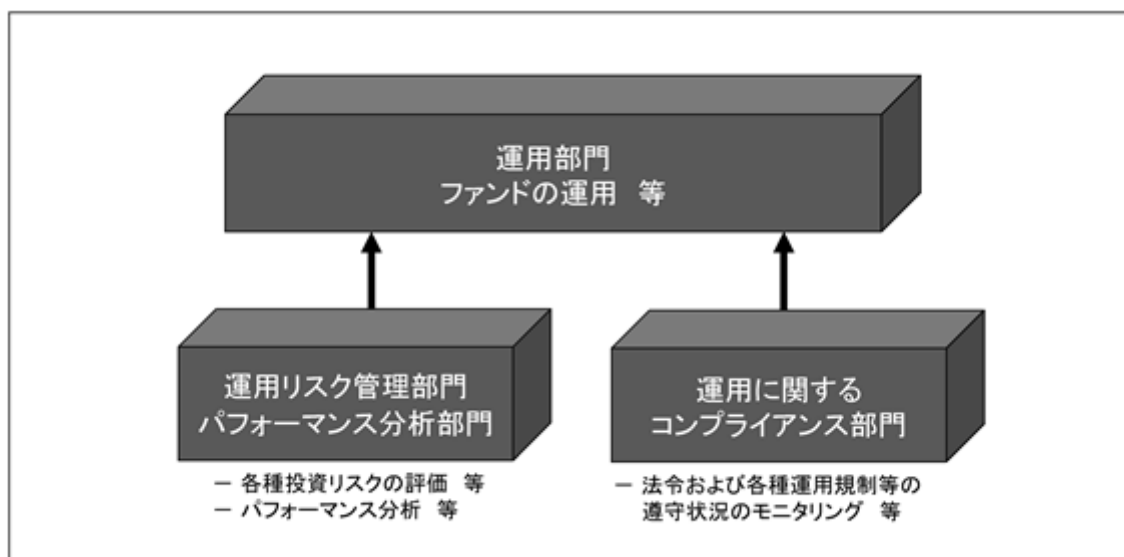 運用部門
ファンドの運用　等
運用リスク管理部門
パフォーマンス分析部門
運用に関する
コンプライアンス部門
－ 各種投資リスクの評価　等
－ パフォーマンス分析　等
－ 法令および各種運用規制等の
遵守状況のモニタリング　等